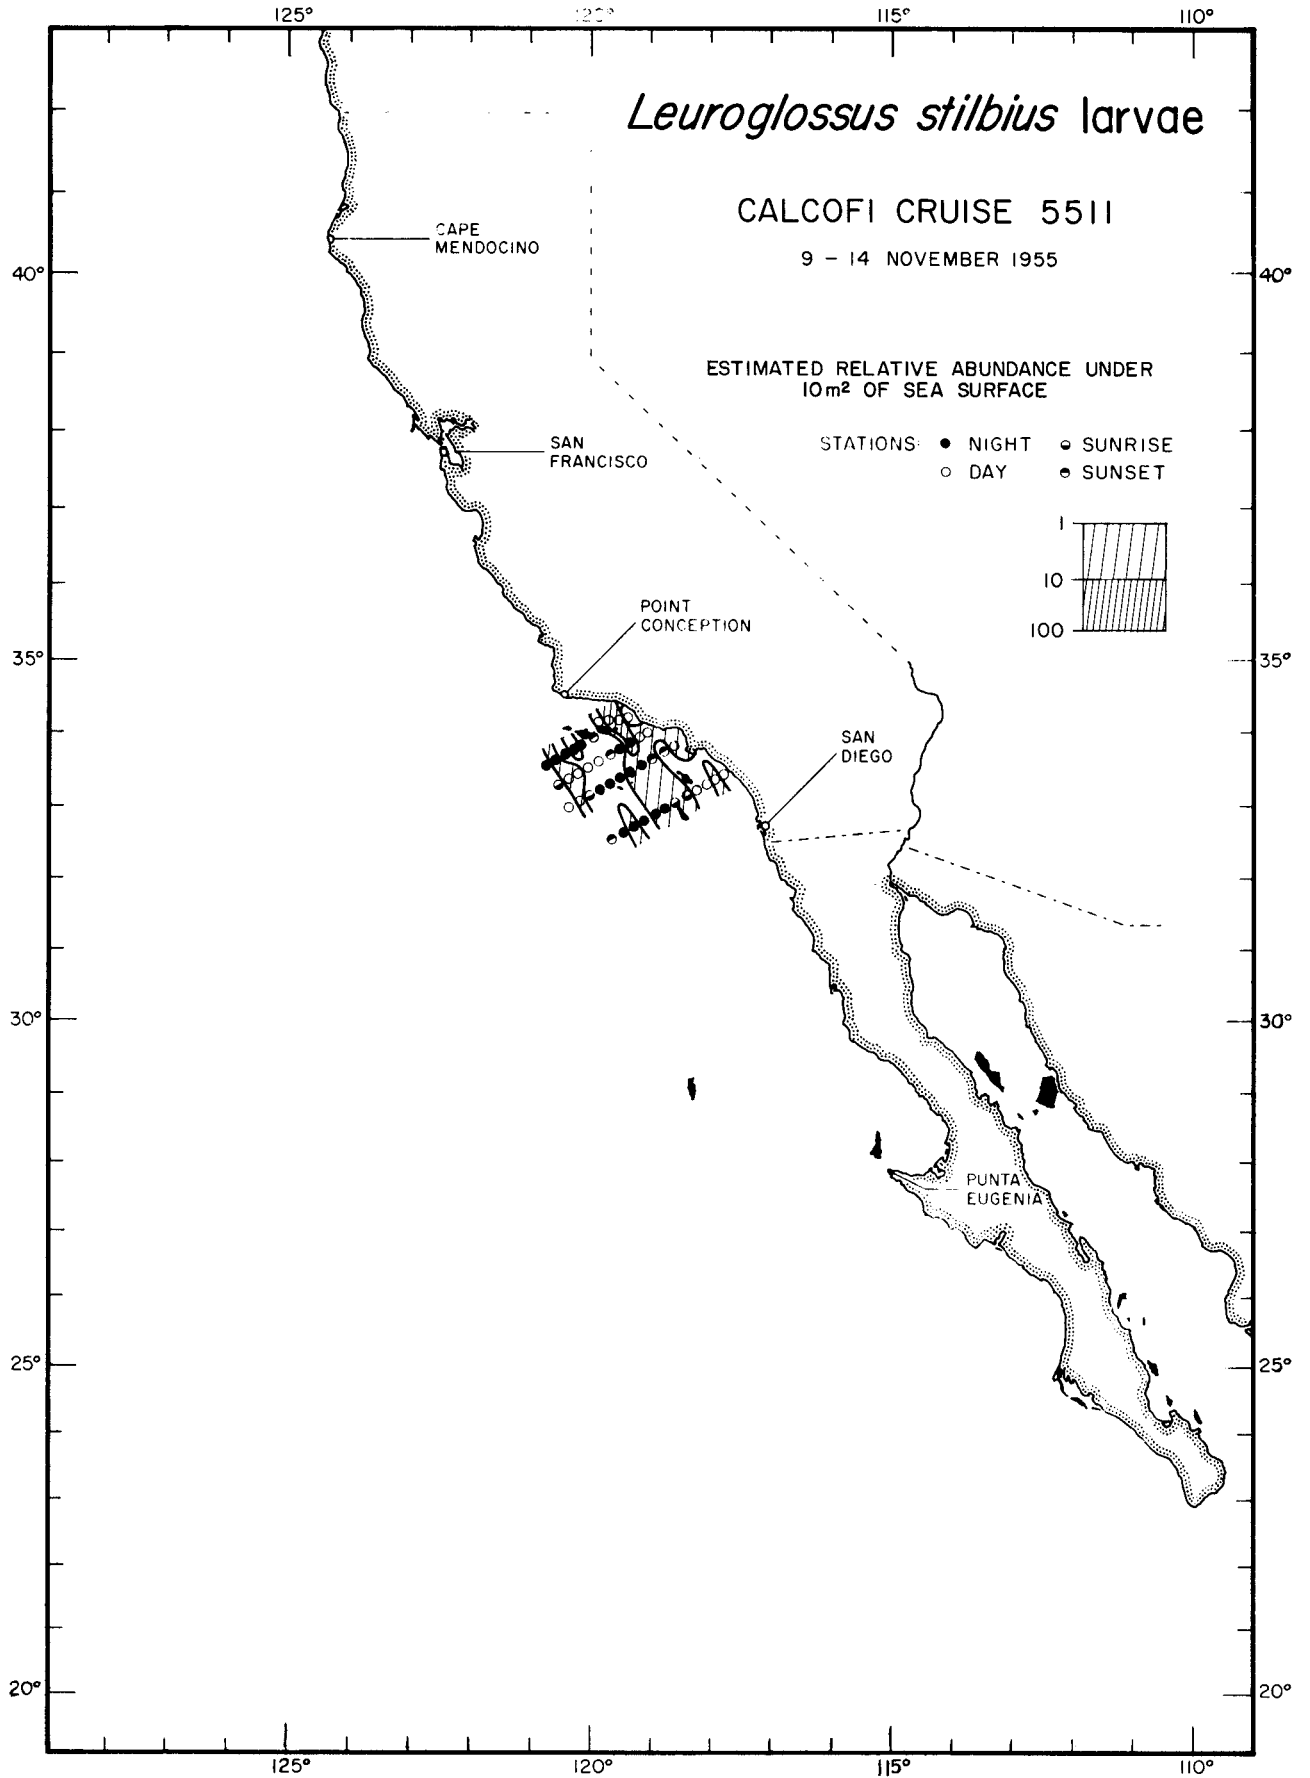 125° 120° 115° 110°
Leuroglossus stilbius larvae
CALCOFI CRUISE 5511
9 – 14 NOVEMBER 1955
CAPE
MENDOCINO
40° 40°
ESTIMATED RELATIVE ABUNDANCE UNDER
10m² OF SEA SURFACE
STATIONS: ● NIGHT ◒ SUNRISE
○ DAY ◓ SUNSET
SAN
FRANCISCO
1
10
100
POINT
CONCEPTION
35° 35°
SAN
DIEGO
30° 30°
PUNTA
EUGENIA
25° 25°
20° 20°
125° 120° 115° 110°